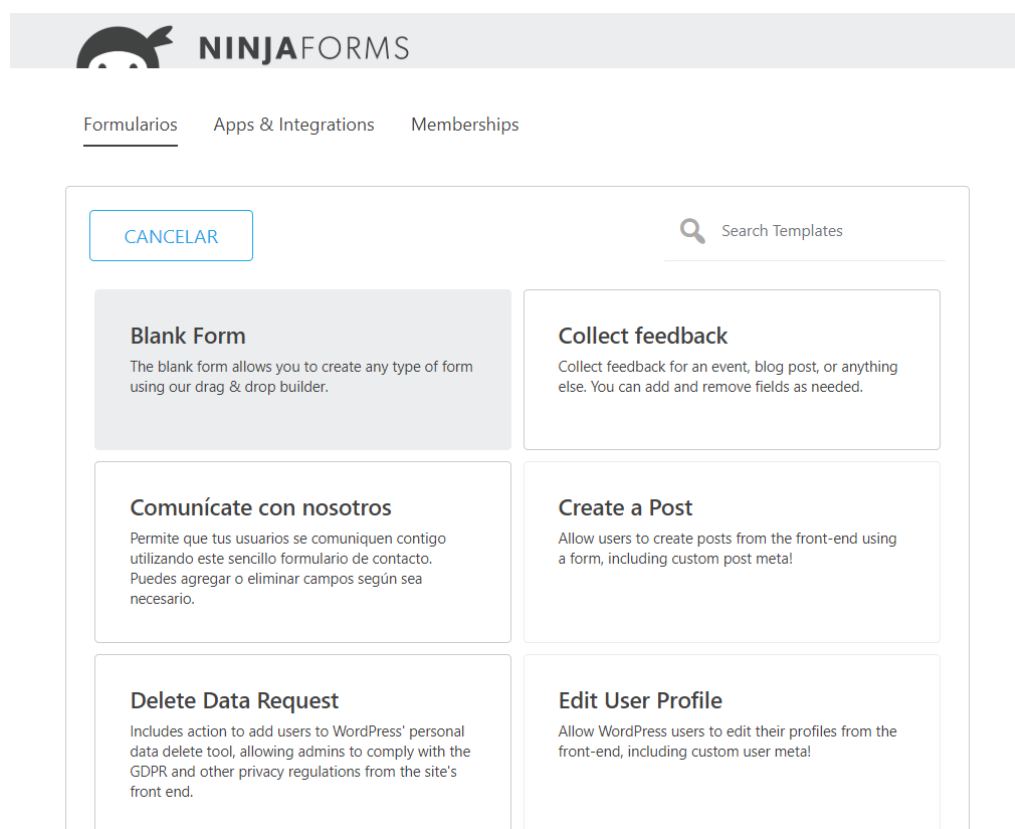 NINJAFORMS
Formularios Apps & Integrations Memberships
CANCELAR
Search Templates
Blank Form
The blank form allows you to create any type of form
using our drag & drop builder.
Collect feedback
Collect feedback for an event, blog post, or anything
else. You can add and remove fields as needed.
Comunícate con nosotros
Permite que tus usuarios se comuniquen contigo
utilizando este sencillo formulario de contacto.
Puedes agregar o eliminar campos según sea
necesario.
Create a Post
Allow users to create posts from the front-end using
a form, including custom post meta!
Delete Data Request
Includes action to add users to WordPress' personal
data delete tool, allowing admins to comply with the
GDPR and other privacy regulations from the site's
front end.
Edit User Profile
Allow WordPress users to edit their profiles from the
front-end, including custom user meta!